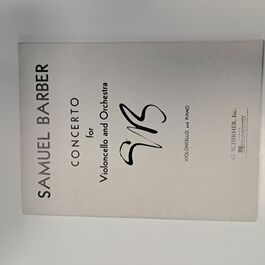 SAMUEL BARBER
CONCERTO
for
Violoncello and Orchestra
VIOLONCELLO and PIANO
G. SCHIRMER, Inc.